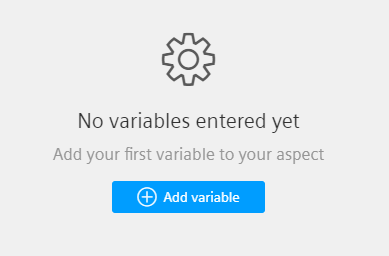 No variables entered yet
Add your first variable to your aspect
Add variable